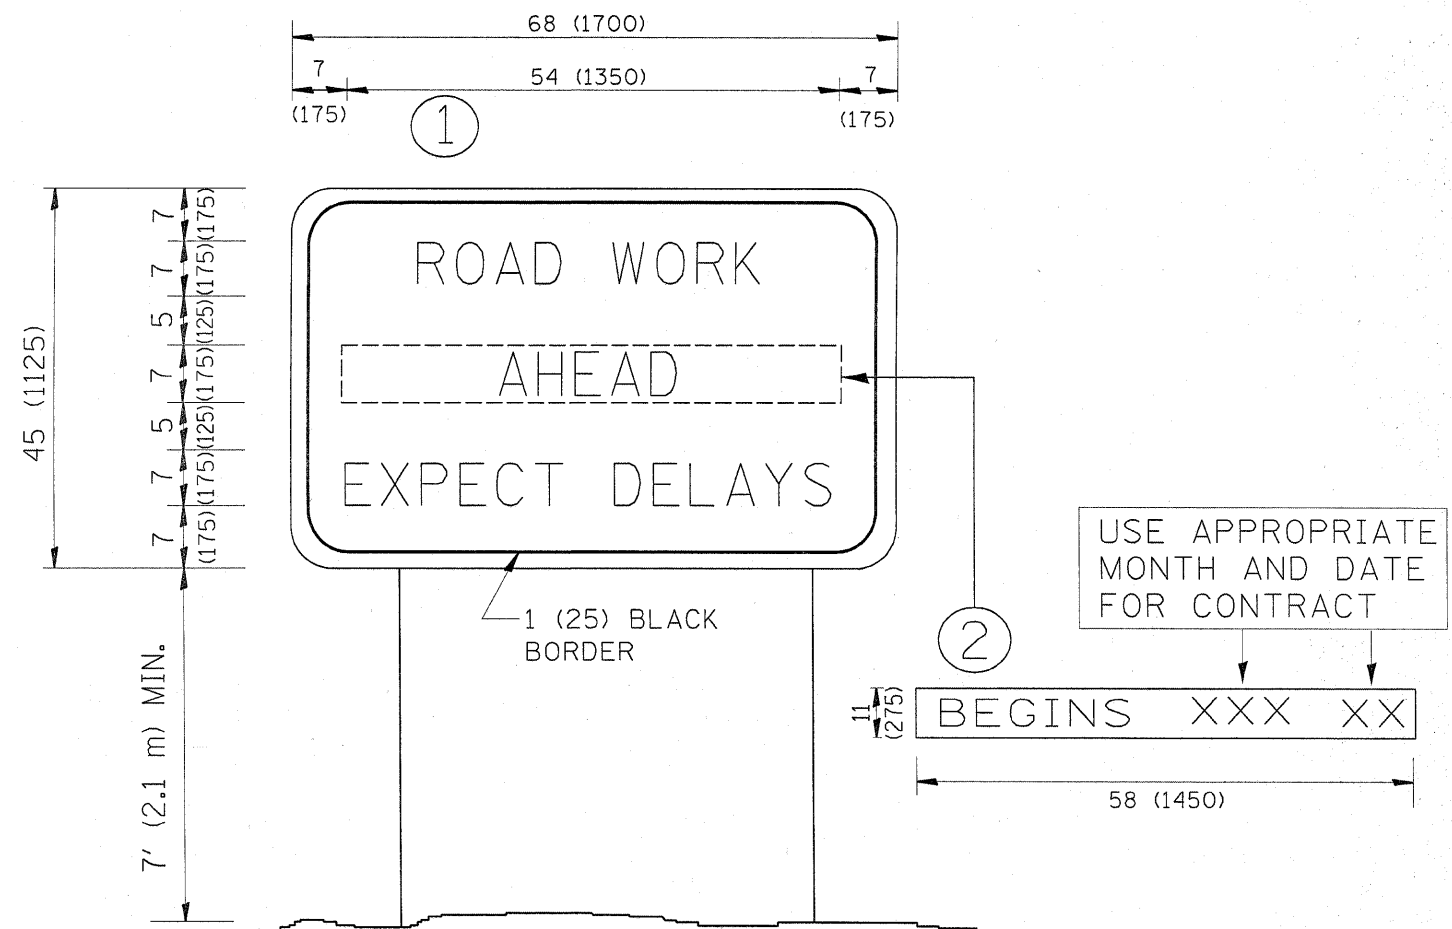 68 (1700)
7
54 (1350)
7
(175)
(175)
1
45 (1125)
7 (175)
7 (175)
5 (125)
7 (175)
5 (125)
7 (175)
7 (175)
ROAD WORK
AHEAD
EXPECT DELAYS
1 (25) BLACK
BORDER
7' (2.1 m) MIN.
USE APPROPRIATE
MONTH AND DATE
FOR CONTRACT
2
11
(275)
BEGINS XXX XX
58 (1450)